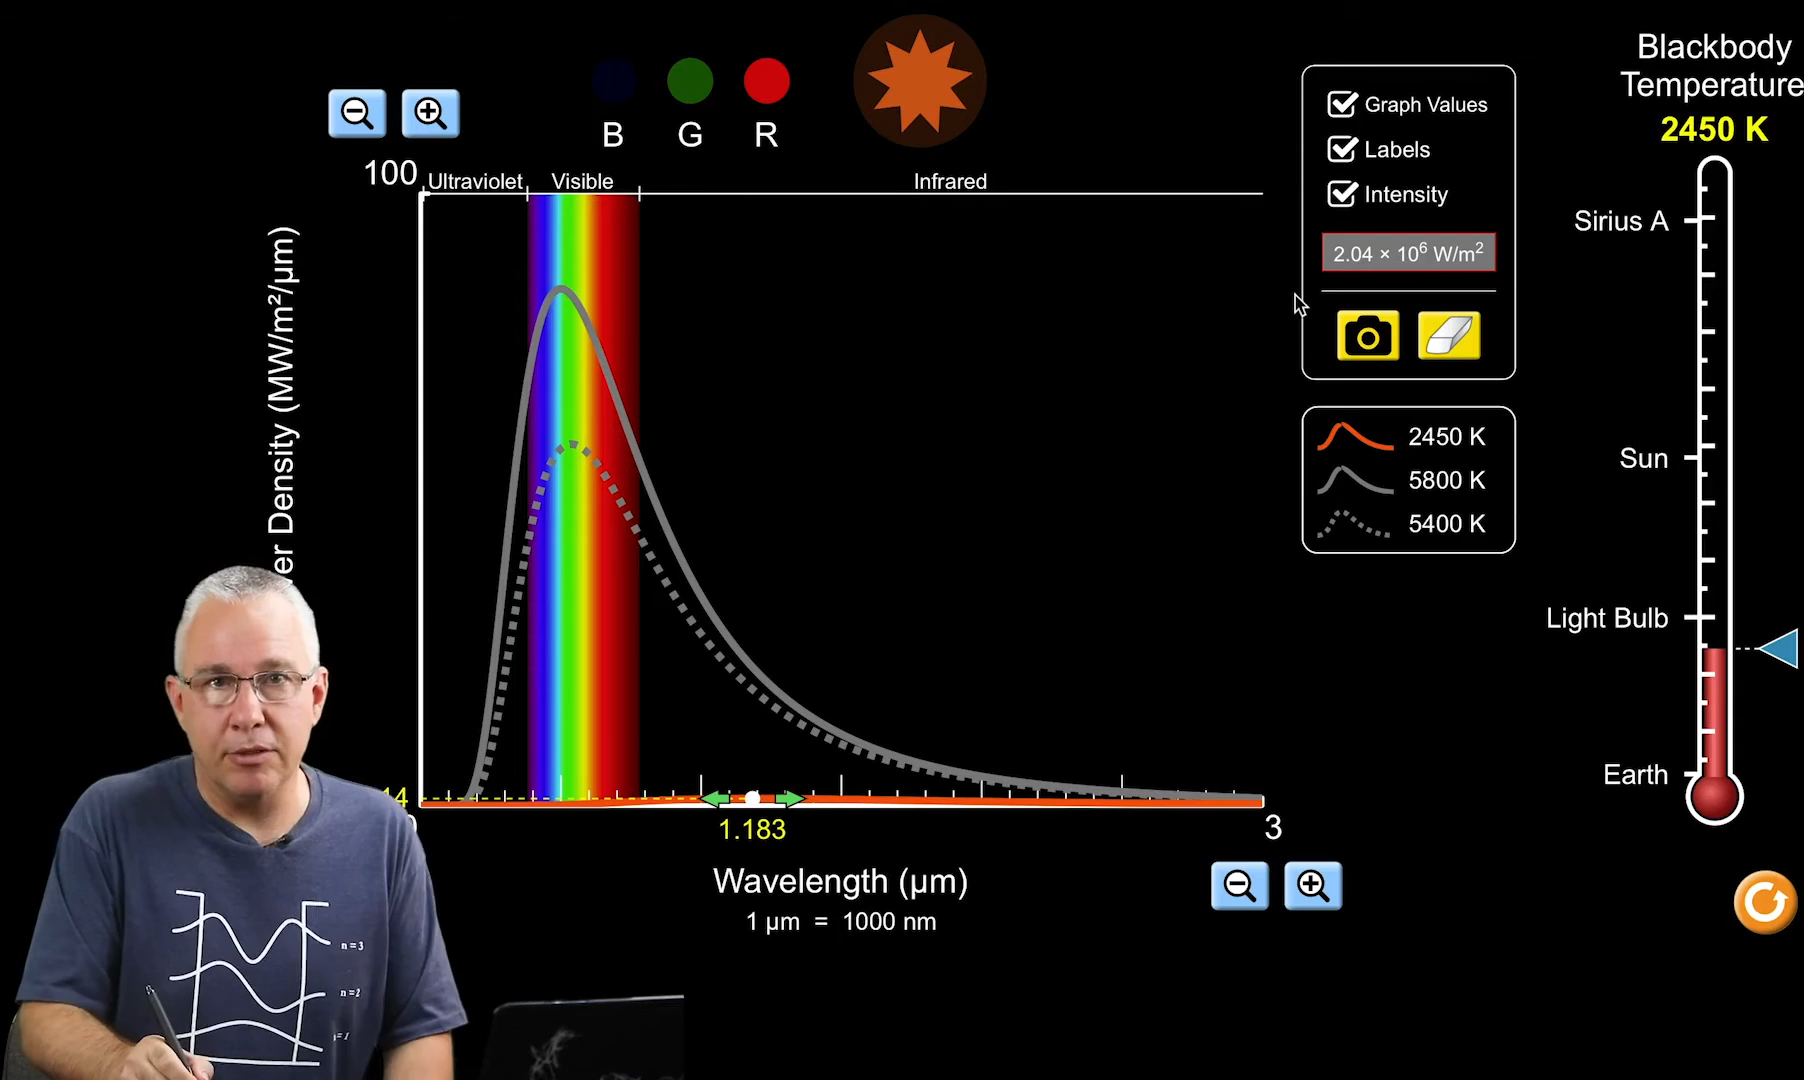 Blackbody
Temperature
2450 K
B G R
Graph Values
Labels
Intensity
2.04 × 10⁶ W/m²
100
Ultraviolet
Visible
Infrared
Density (MW/m²/μm)
2450 K
5800 K
5400 K
Sirius A
Sun
Light Bulb
Earth
1.183
3
Wavelength (μm)
1 μm = 1000 nm
n=3
n=2